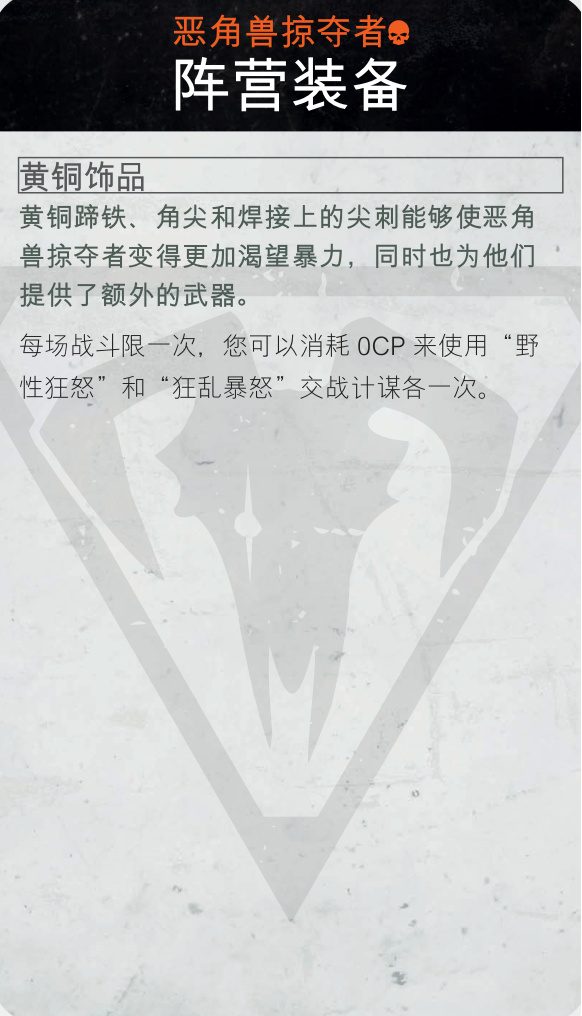 恶角兽掠夺者
阵营装备
黄铜饰品
黄铜蹄铁、角尖和焊接上的尖刺能够使恶角
兽掠夺者变得更加渴望暴力，同时也为他们
提供了额外的武器。
每场战斗限一次，您可以消耗 0CP 来使用“野
性狂怒”和“狂乱暴怒”交战计谋各一次。